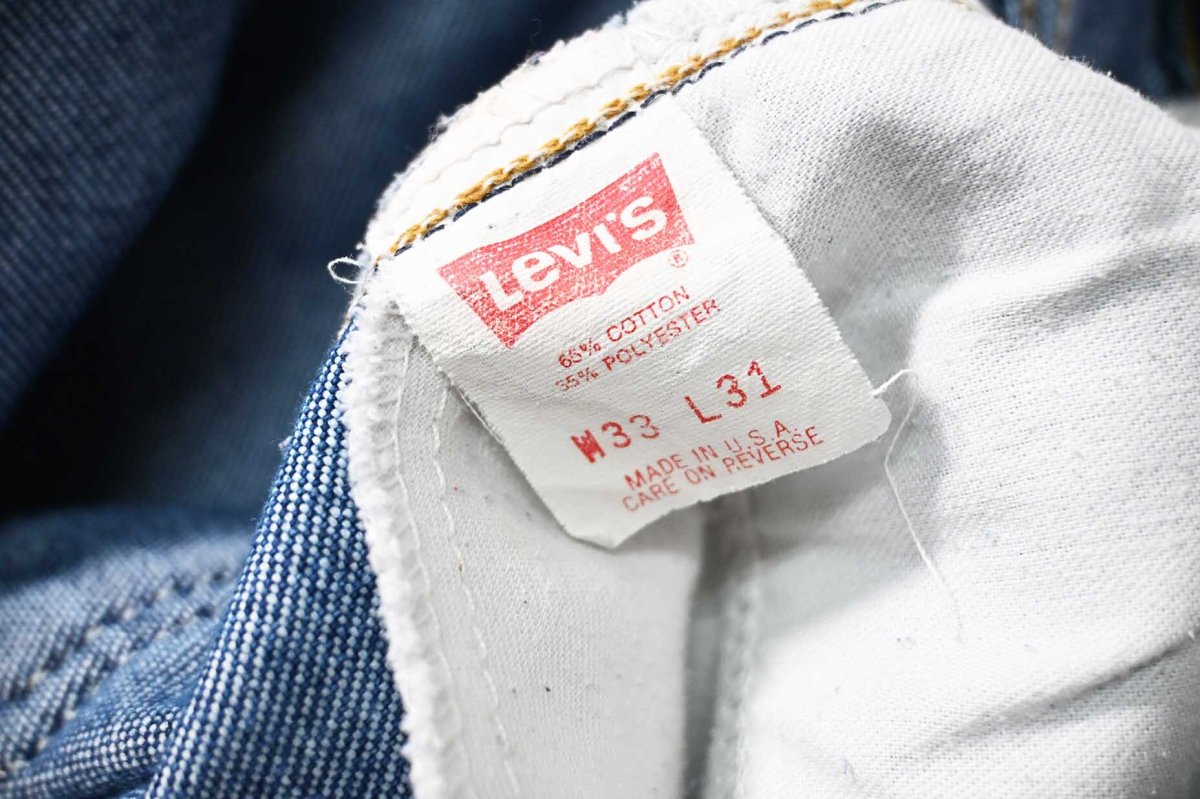 Levi's ®
65% COTTON
35% POLYESTER
W33 L31
MADE IN U.S.A.
CARE ON REVERSE